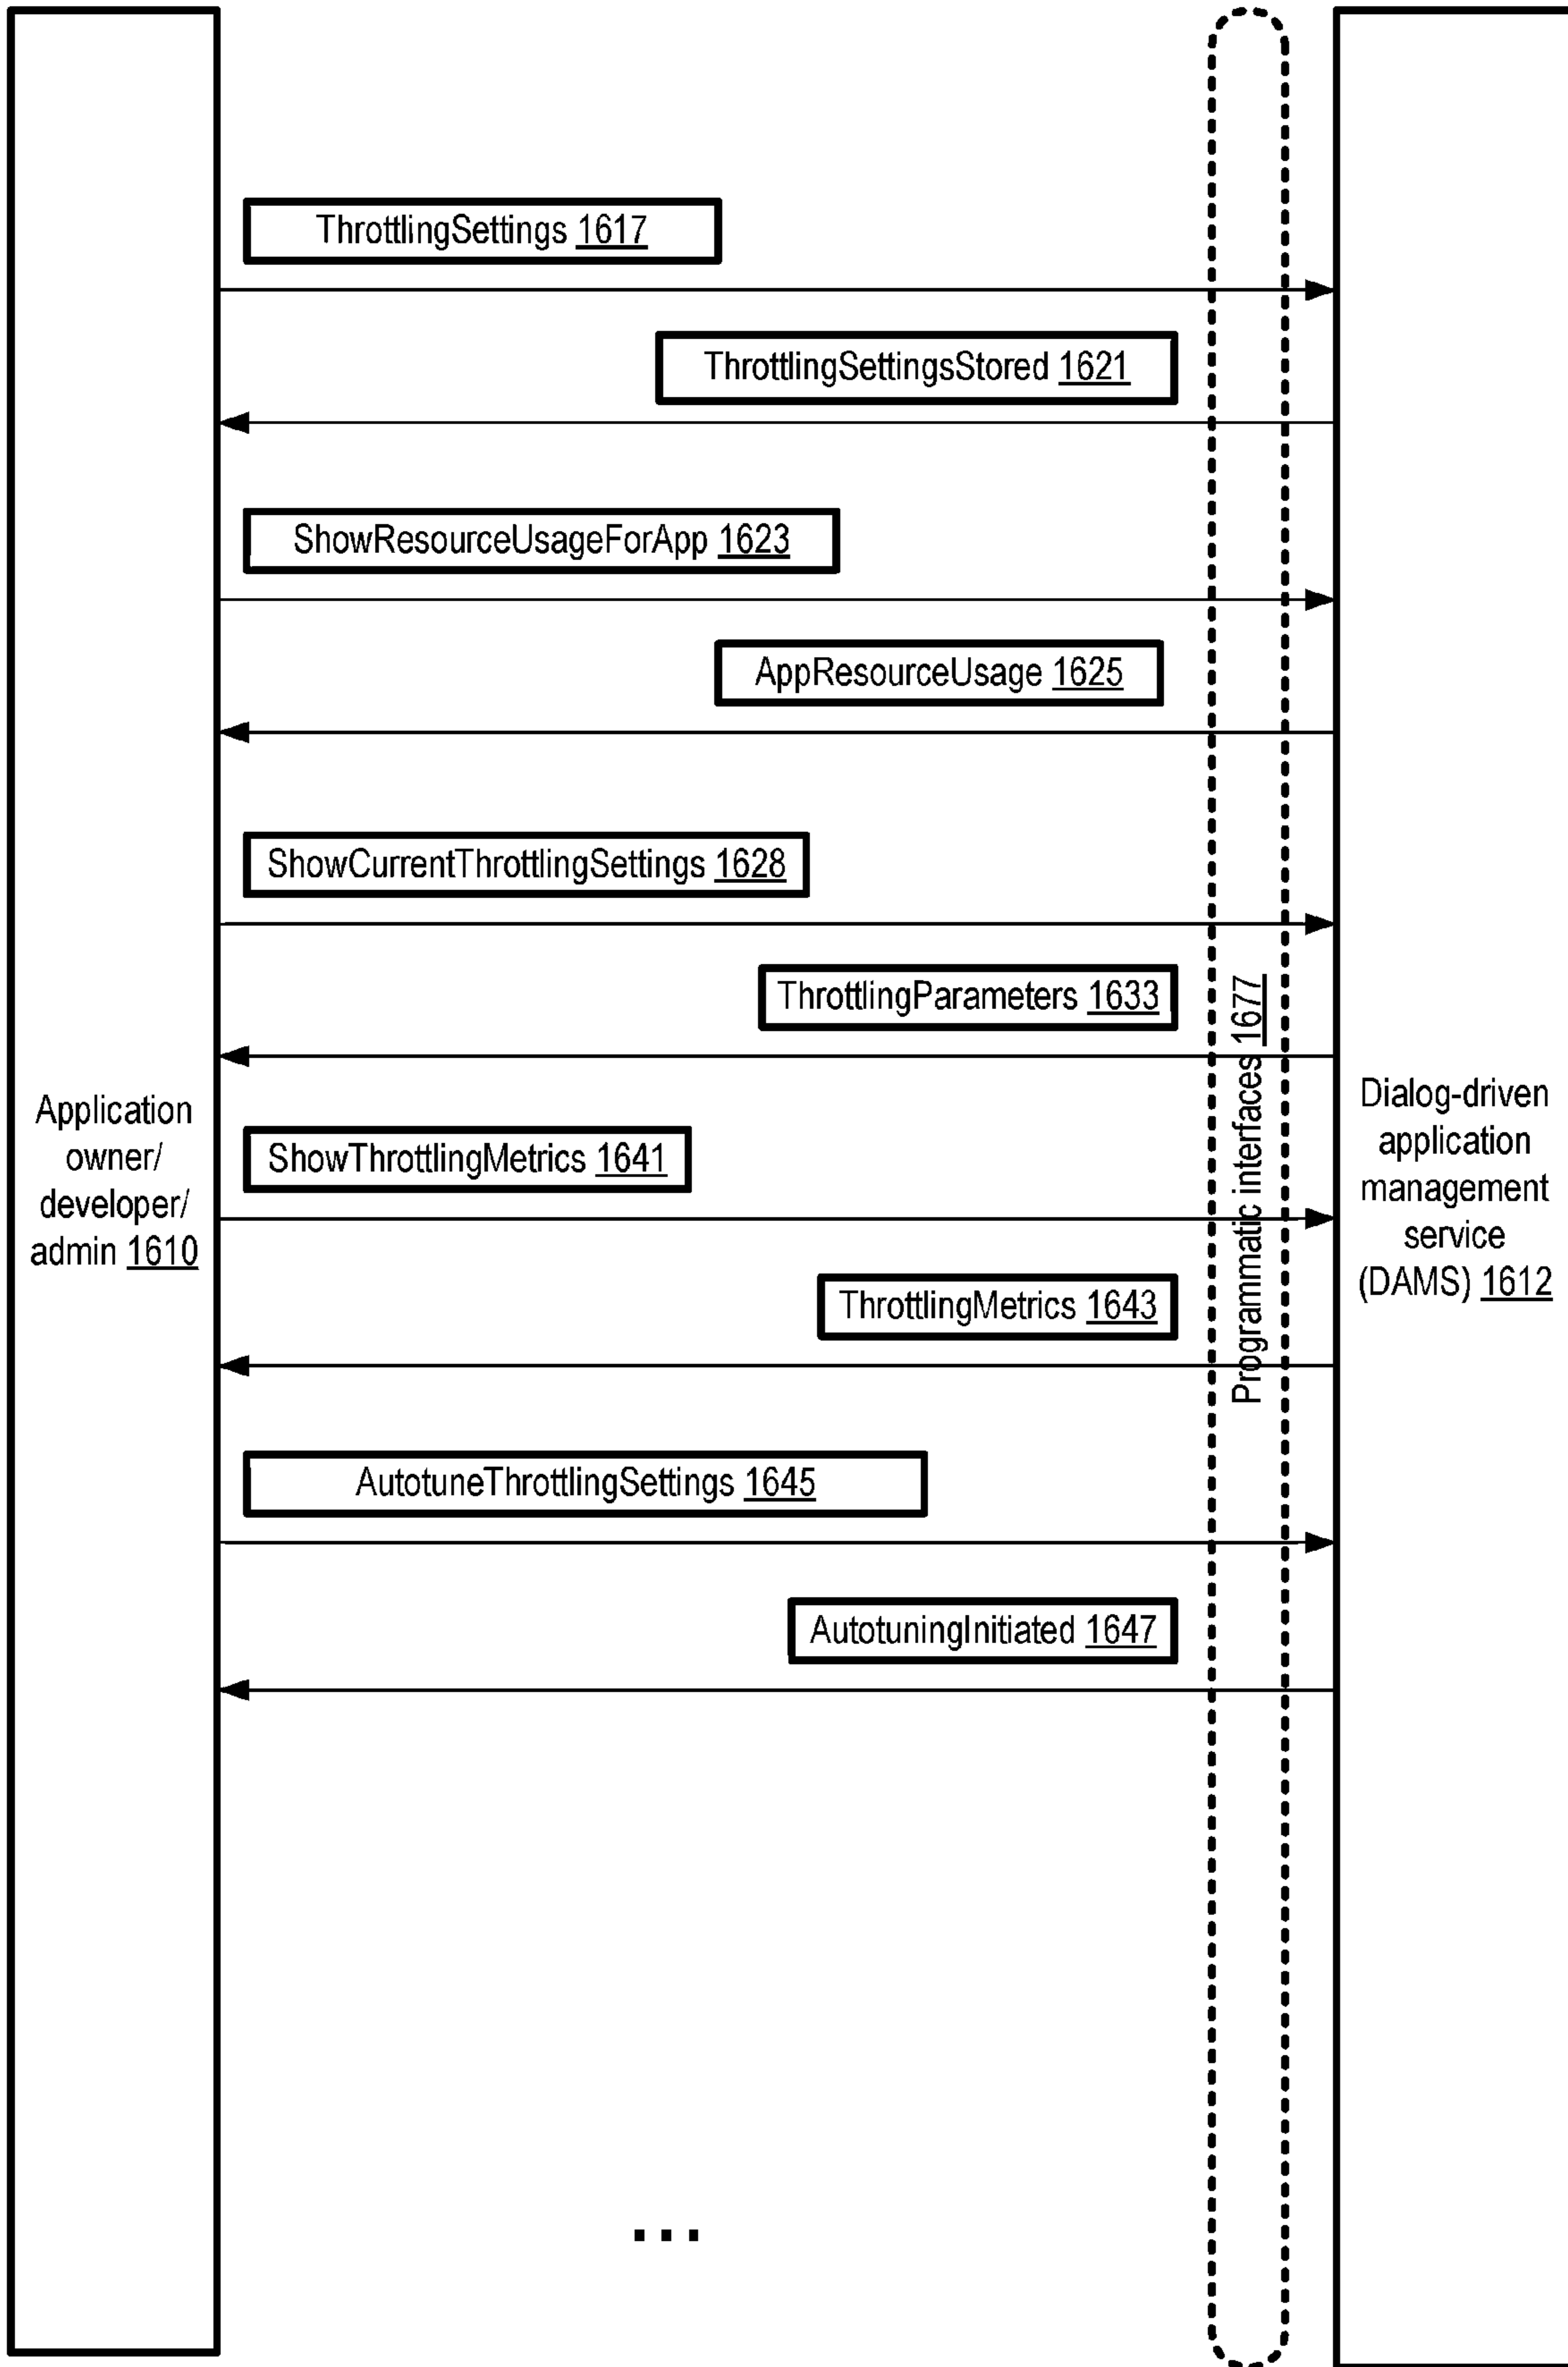 ThrottlingSettings 1617
ThrottlingSettingsStored 1621
ShowResourceUsageForApp 1623
AppResourceUsage 1625
ShowCurrentThrottlingSettings 1628
ThrottlingParameters 1633
Application
owner/
developer/
admin 1610
ShowThrottlingMetrics 1641
Programmatic interfaces 1677
Dialog-driven
application
management
service
(DAMS) 1612
ThrottlingMetrics 1643
AutotuneThrottlingSettings 1645
AutotuningInitiated 1647
...